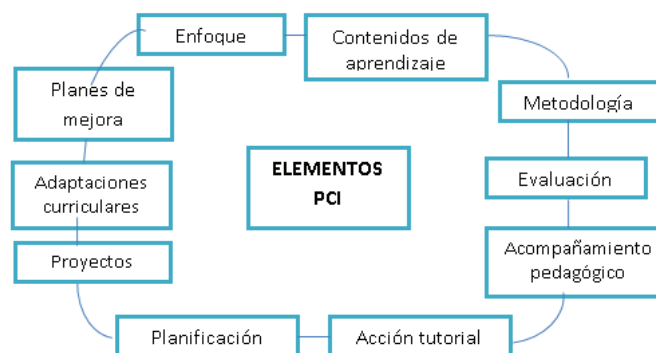 Enfoque
Contenidos de
aprendizaje
Planes de
mejora
Metodología
ELEMENTOS
PCI
Adaptaciones
curriculares
Evaluación
Proyectos
Acompañamiento
pedagógico
Planificación
Acción tutorial